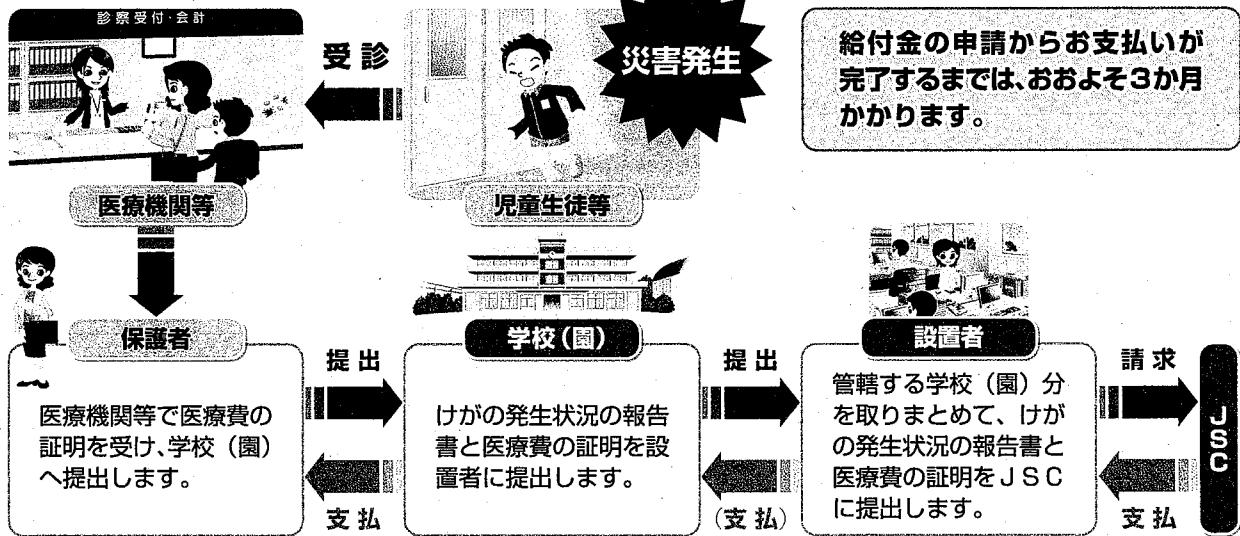 診察受付・会計
受診
災害発生
給付金の申請からお支払いが
完了するまでは、おおよそ3か月
かかります。
医療機関等
児童生徒等
保護者
医療機関等で医療費の
証明を受け、学校（園）
へ提出します。
提出
支払
学校（園）
けがの発生状況の報告
書と医療費の証明を設
置者に提出します。
提出
（支払）
設置者
管轄する学校（園）分
を取りまとめて、けが
の発生状況の報告書と
医療費の証明をＪＳＣ
に提出します。
請求
支払
JSC